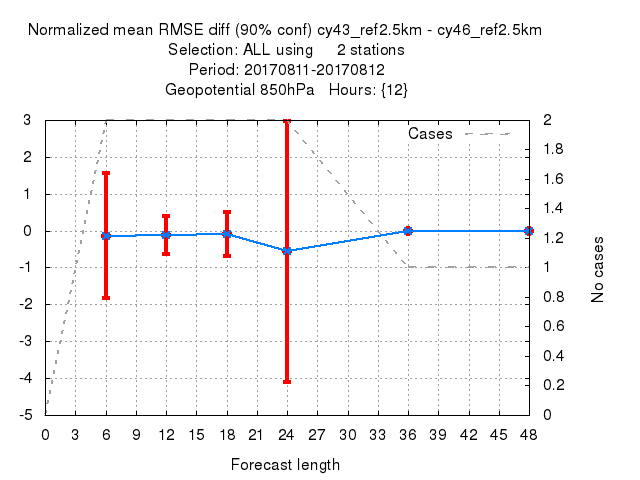 Normalized mean RMSE diff (90% conf) cy43_ref2.5km - cy46_ref2.5km
Selection: ALL using 2 stations
Period: 20170811-20170812
Geopotential 850hPa Hours: {12}
3 2
Cases
2 1.8
1.6
1 1.4
0 1.2
-1 1
-2 0.8
0.6
-3 0.4
-4 0.2
-5 0
No cases
0 3 6 9 12 15 18 21 24 27 30 33 36 39 42 45 48
Forecast length